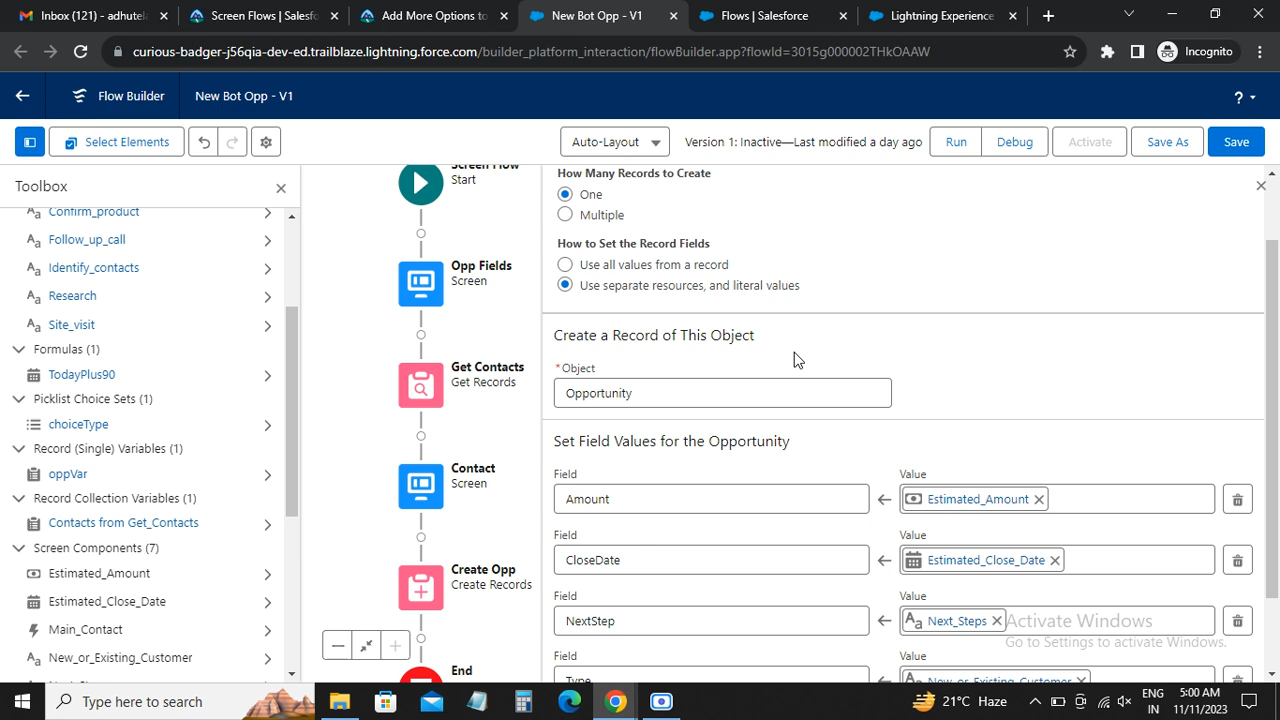 Inbox (310) - adhutela
Screen Flows | Salesf
Add More Options to
New Bot Opp - V1
Flows | Salesforce
Lightning Experience
curious-badger-j56qia-dev-ed.trailblaze.lightning.force.com/builder_platform_interaction/flowBuilder.app?flowId=3015g000002THkOAAW
Incognito
Flow Builder
New Bot Opp - V1
?
Select Elements
Auto-Layout
Version 1: Inactive—Last modified a day ago
Run
Debug
Activate
Save As
Save
Toolbox
Confirm_product
Follow_up_call
Identify_contacts
Research
Site_visit
Formulas (1)
TodayPlus90
Picklist Choice Sets (1)
choiceType
Record (Single) Variables (1)
oppVar
Record Collection Variables (1)
Contacts from Get_Contacts
Screen Components (7)
Estimated_Amount
Estimated_Close_Date
Main_Contact
New_or_Existing_Customer
Screen Flow
Start
Opp Fields
Screen
Get Contacts
Get Records
Contact
Screen
Create Opp
Create Records
End
How Many Records to Create
One
Multiple
How to Set the Record Fields
Use all values from a record
Use separate resources, and literal values
Create a Record of This Object
* Object
Opportunity
Set Field Values for the Opportunity
Field
Value
Amount
Estimated_Amount
Field
Value
CloseDate
Estimated_Close_Date
Field
Value
NextStep
Next_Steps
Field
Value
Type
New_or_Existing_Customer
Activate Windows
Go to Settings to activate Windows.
Type here to search
21°C Haze
ENG
IN
5:00 AM
11/11/2023